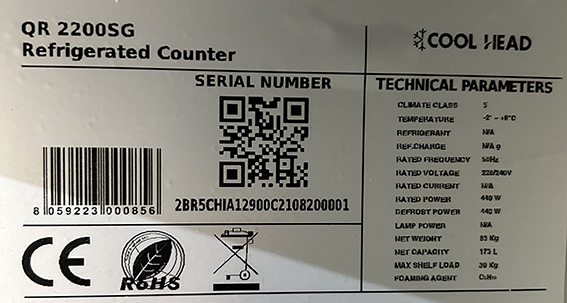 QR 2200SG
Refrigerated Counter
COOL HEAD
SERIAL NUMBER
2BR5CHIA12900C2108200001
8 059223 000856
CE
RoHS
TECHNICAL PARAMETERS
CLIMATE CLASS 5
TEMPERATURE -2° ~ +8°C
REFRIGERANT N/A
REF.CHARGE N/A g
RATED FREQUENCY 50Hz
RATED VOLTAGE 220/240V
RATED CURRENT N/A
RATED POWER 440 W
DEFROST POWER 440 W
LAMP POWER N/A
NET WEIGHT 85 Kg
NET CAPACITY 173 L
MAX SHELF LOAD 30 Kg
FOAMING AGENT